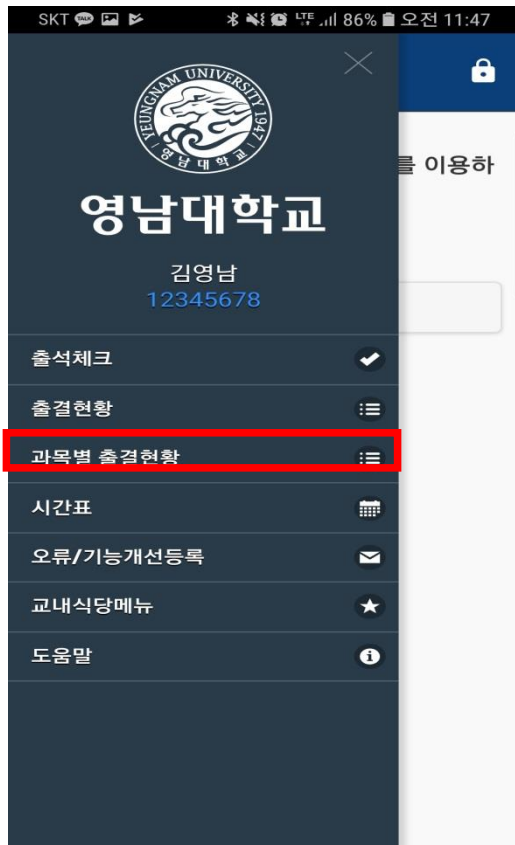 SKT TALK LTE 86% 오전 11:47
YEUNGNAM UNIVERSITY 1947
영남대학교
영남대학교
를 이용하
김영남
12345678
출석체크
출결현황
과목별 출결현황
시간표
오류/기능개선등록
교내식당메뉴
도움말